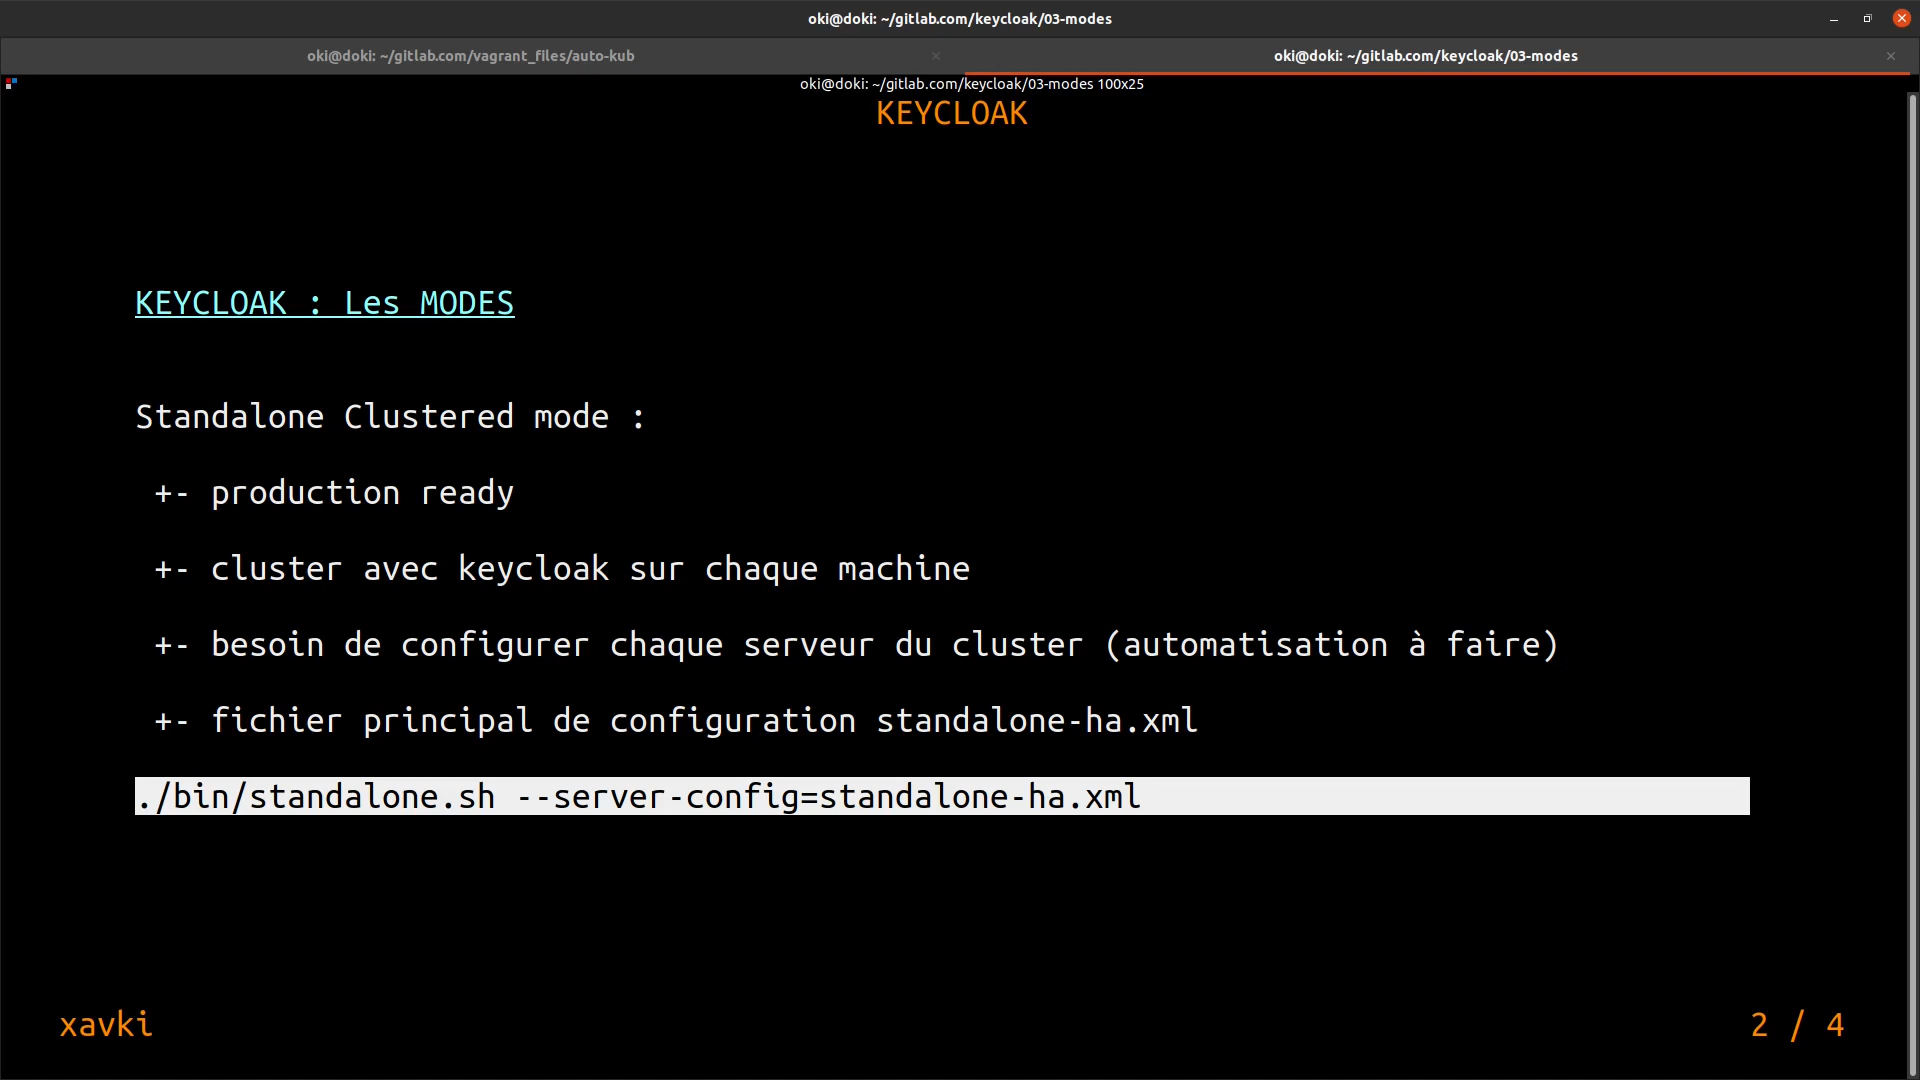 oki@doki: ~/gitlab.com/keycloak/03-modes
oki@doki: ~/gitlab.com/vagrant_files/auto-kub
oki@doki: ~/gitlab.com/keycloak/03-modes
oki@doki: ~/gitlab.com/keycloak/03-modes 100x25
KEYCLOAK
KEYCLOAK : Les MODES
Standalone Clustered mode :
+- production ready
+- cluster avec keycloak sur chaque machine
+- besoin de configurer chaque serveur du cluster (automatisation à faire)
+- fichier principal de configuration standalone-ha.xml
./bin/standalone.sh --server-config=standalone-ha.xml
xavki
2 / 4